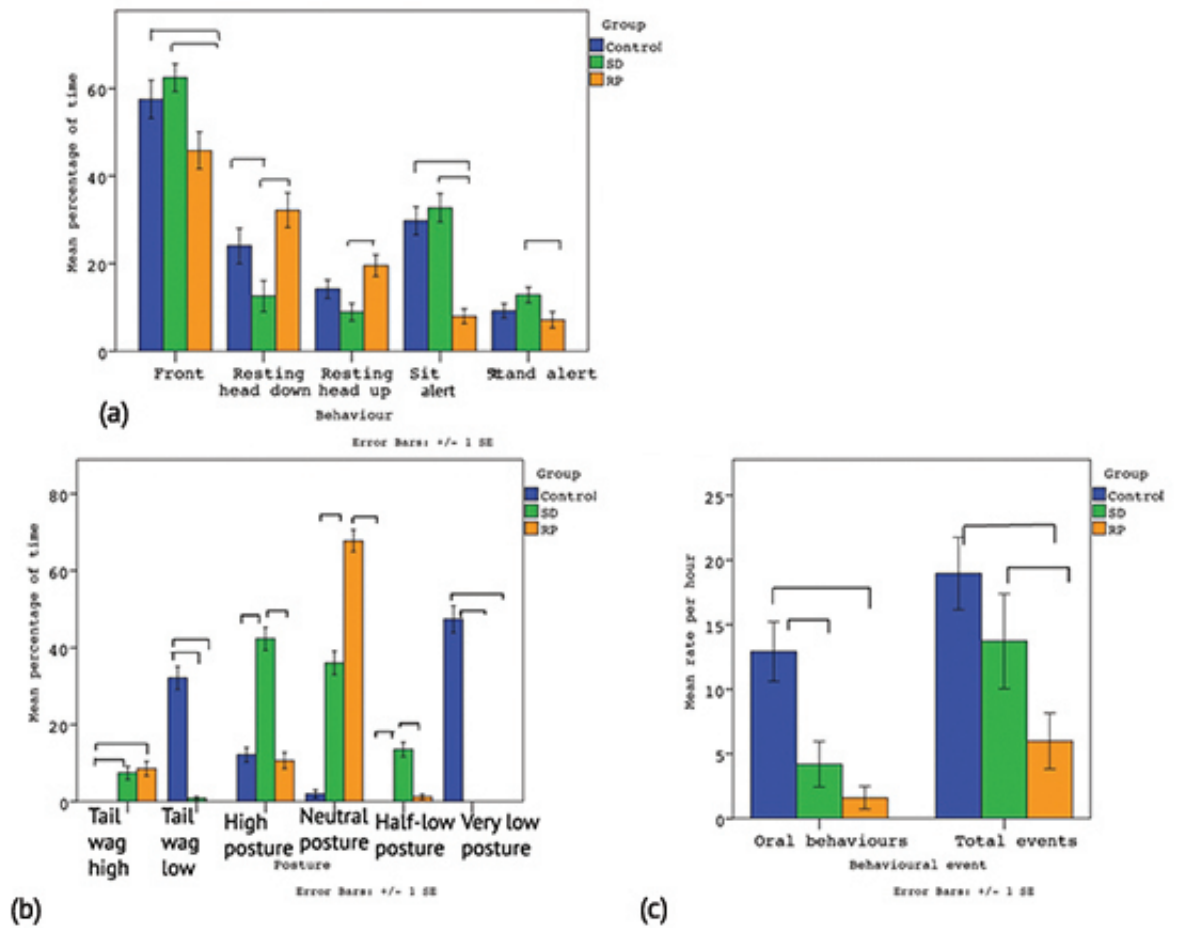 Group
Control
SD
RP
Mean percentage of time
60
40
20
0
Front
Resting head down
Resting head up
Sit alert
Stand alert
Behaviour
(a)
Error Bars: +/- 1 SE
Group
Control
SD
RP
Mean percentage of time
80
60
40
20
0
Tail wag high
Tail wag low
High posture
Neutral posture
Half-low posture
Very low posture
Posture
Error Bars: +/- 1 SE
(b)
Group
Control
SD
RP
Mean rate per hour
25
20
15
10
5
0
Oral behaviours
Total events
Behavioural event
Error Bars: +/- 1 SE
(c)